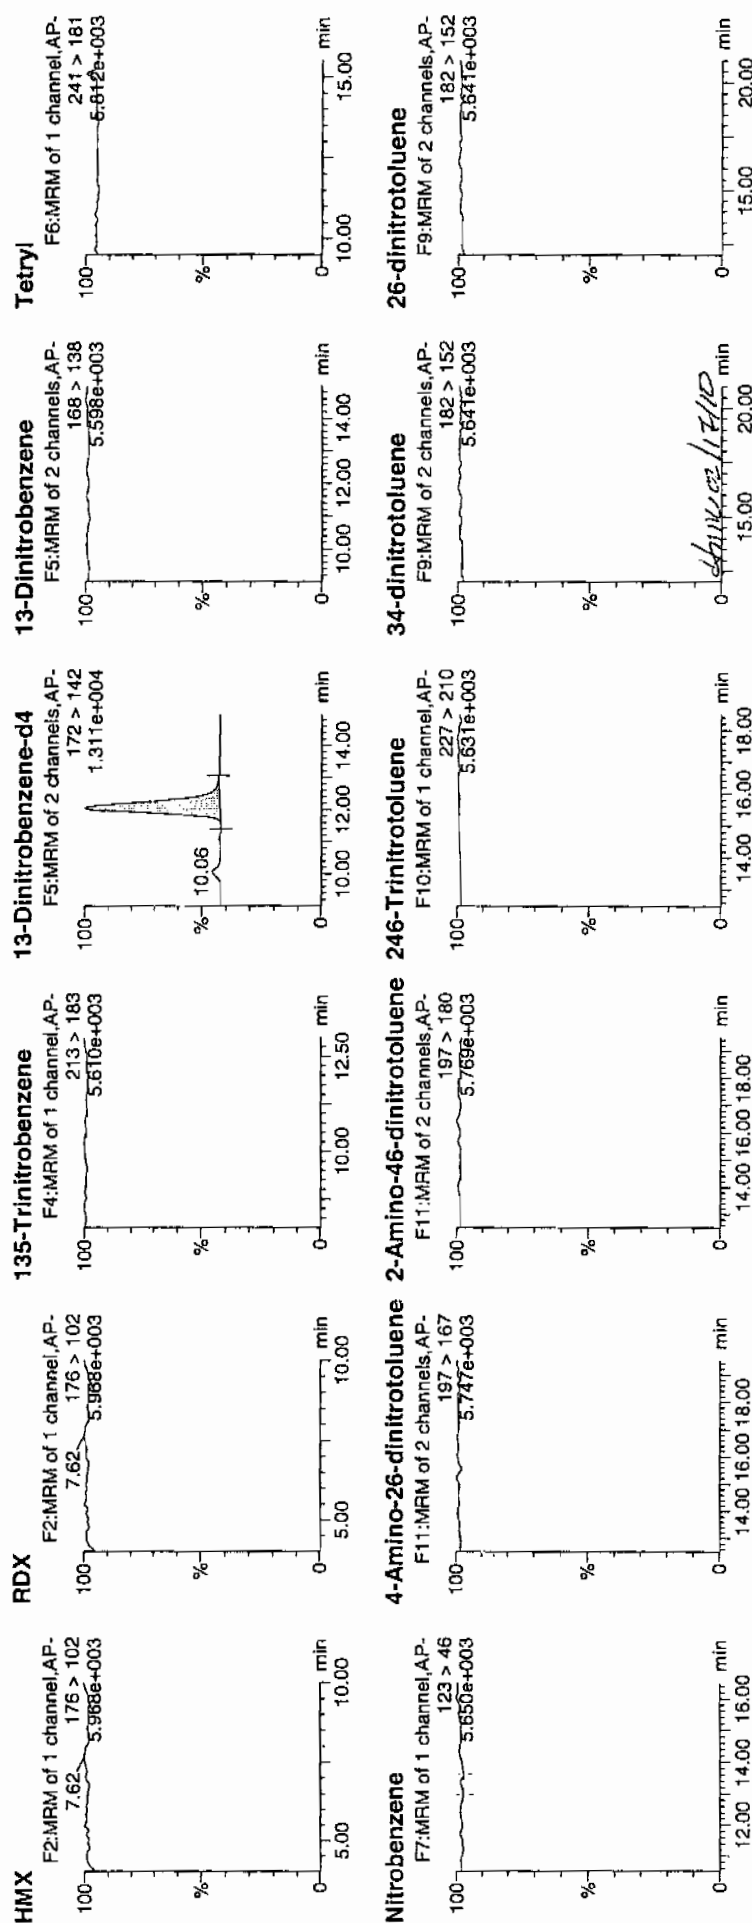 HMX
F2:MRM of 1 channel,AP-
176 > 102
5.968e+003
100
7.62
%
0
5.00
10.00
min
RDX
F2:MRM of 1 channel,AP-
176 > 102
5.968e+003
100
7.62
%
0
5.00
10.00
min
135-Trinitrobenzene
F4:MRM of 1 channel,AP-
213 > 183
5.610e+003
100
%
0
10.00
12.50
min
13-Dinitrobenzene-d4
F5:MRM of 2 channels,AP-
172 > 142
1.311e+004
100
10.06
%
0
10.00
12.00
14.00
min
13-Dinitrobenzene
F5:MRM of 2 channels,AP-
168 > 138
5.598e+003
100
%
0
10.00
12.00
14.00
min
Tetryl
F6:MRM of 1 channel,AP-
241 > 181
5.812e+003
100
%
0
10.00
15.00
min
Nitrobenzene
F7:MRM of 1 channel,AP-
123 > 46
5.650e+003
100
%
0
12.00
14.00
16.00
min
4-Amino-26-dinitrotoluene
F11:MRM of 2 channels,AP-
197 > 167
5.747e+003
100
%
0
14.00
16.00
18.00
min
2-Amino-46-dinitrotoluene
F11:MRM of 2 channels,AP-
197 > 180
5.769e+003
100
%
0
14.00
16.00
18.00
min
246-Trinitrotoluene
F10:MRM of 1 channel,AP-
227 > 210
5.631e+003
100
%
0
14.00
16.00
18.00
min
34-dinitrotoluene
F9:MRM of 2 channels,AP-
182 > 152
5.641e+003
100
%
02/17/10
0
15.00
20.00
min
26-dinitrotoluene
F9:MRM of 2 channels,AP-
182 > 152
5.641e+003
100
%
0
15.00
20.00
min